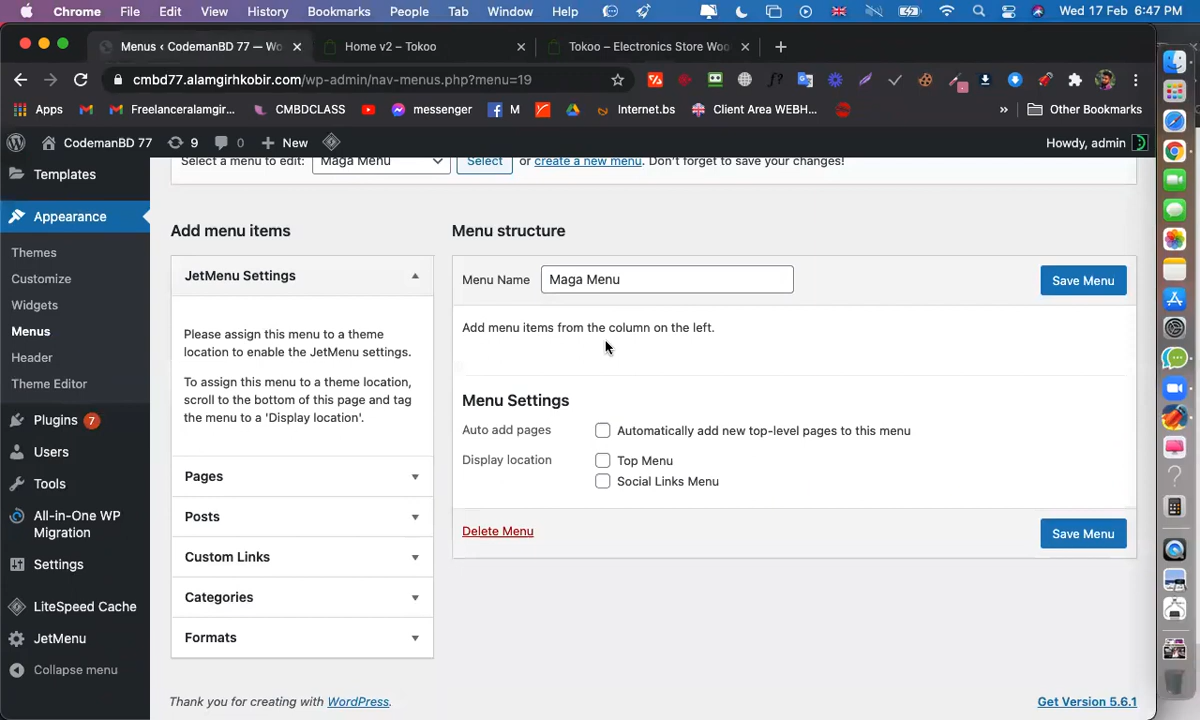 Chrome File Edit View History Bookmarks People Tab Window Help Wed 17 Feb 6:47 PM
Menus ‹ CodemanBD 77 — Wo Home v2 – Tokoo Tokoo – Electronics Store Woo
cmbd77.alamgirhkobir.com/wp-admin/nav-menus.php?menu=19
Apps Freelanceralamgir... CMBDCLASS messenger M Internet.bs Client Area WEBH... » Other Bookmarks
CodemanBD 77 9 0 New Howdy, admin
Select a menu to edit: Maga Menu Select or create a new menu. Don't forget to save your changes!
Templates
Appearance
Themes
Customize
Widgets
Menus
Header
Theme Editor
Plugins 7
Users
Tools
All-in-One WP
Migration
Settings
LiteSpeed Cache
JetMenu
Collapse menu
Add menu items
JetMenu Settings
Please assign this menu to a theme
location to enable the JetMenu settings.
To assign this menu to a theme location,
scroll to the bottom of this page and tag
the menu to a 'Display location'.
Pages
Posts
Custom Links
Categories
Formats
Menu structure
Menu Name Maga Menu Save Menu
Add menu items from the column on the left.
Menu Settings
Auto add pages Automatically add new top-level pages to this menu
Display location Top Menu
Social Links Menu
Delete Menu Save Menu
Thank you for creating with WordPress. Get Version 5.6.1